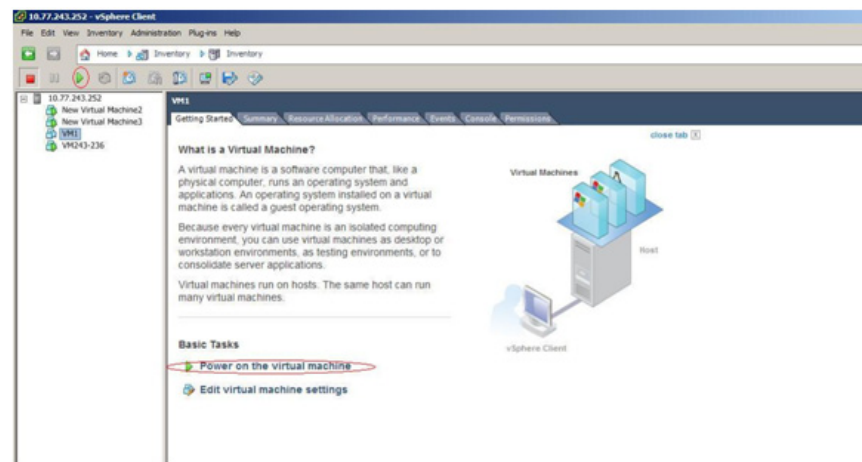 10.77.243.252 - vSphere Client
File Edit View Inventory Administration Plug-ins Help
Home Inventory Inventory
10.77.243.252
New Virtual Machine2
New Virtual Machine3
VM1
VM243-236
VM1
Getting Started Summary Resource Allocation Performance Events Console Permissions
close tab
What is a Virtual Machine?
A virtual machine is a software computer that, like a
physical computer, runs an operating system and
applications. An operating system installed on a virtual
machine is called a guest operating system.
Because every virtual machine is an isolated computing
environment, you can use virtual machines as desktop or
workstation environments, as testing environments, or to
consolidate server applications.
Virtual machines run on hosts. The same host can run
many virtual machines.
Virtual Machines
Host
vSphere Client
Basic Tasks
Power on the virtual machine
Edit virtual machine settings